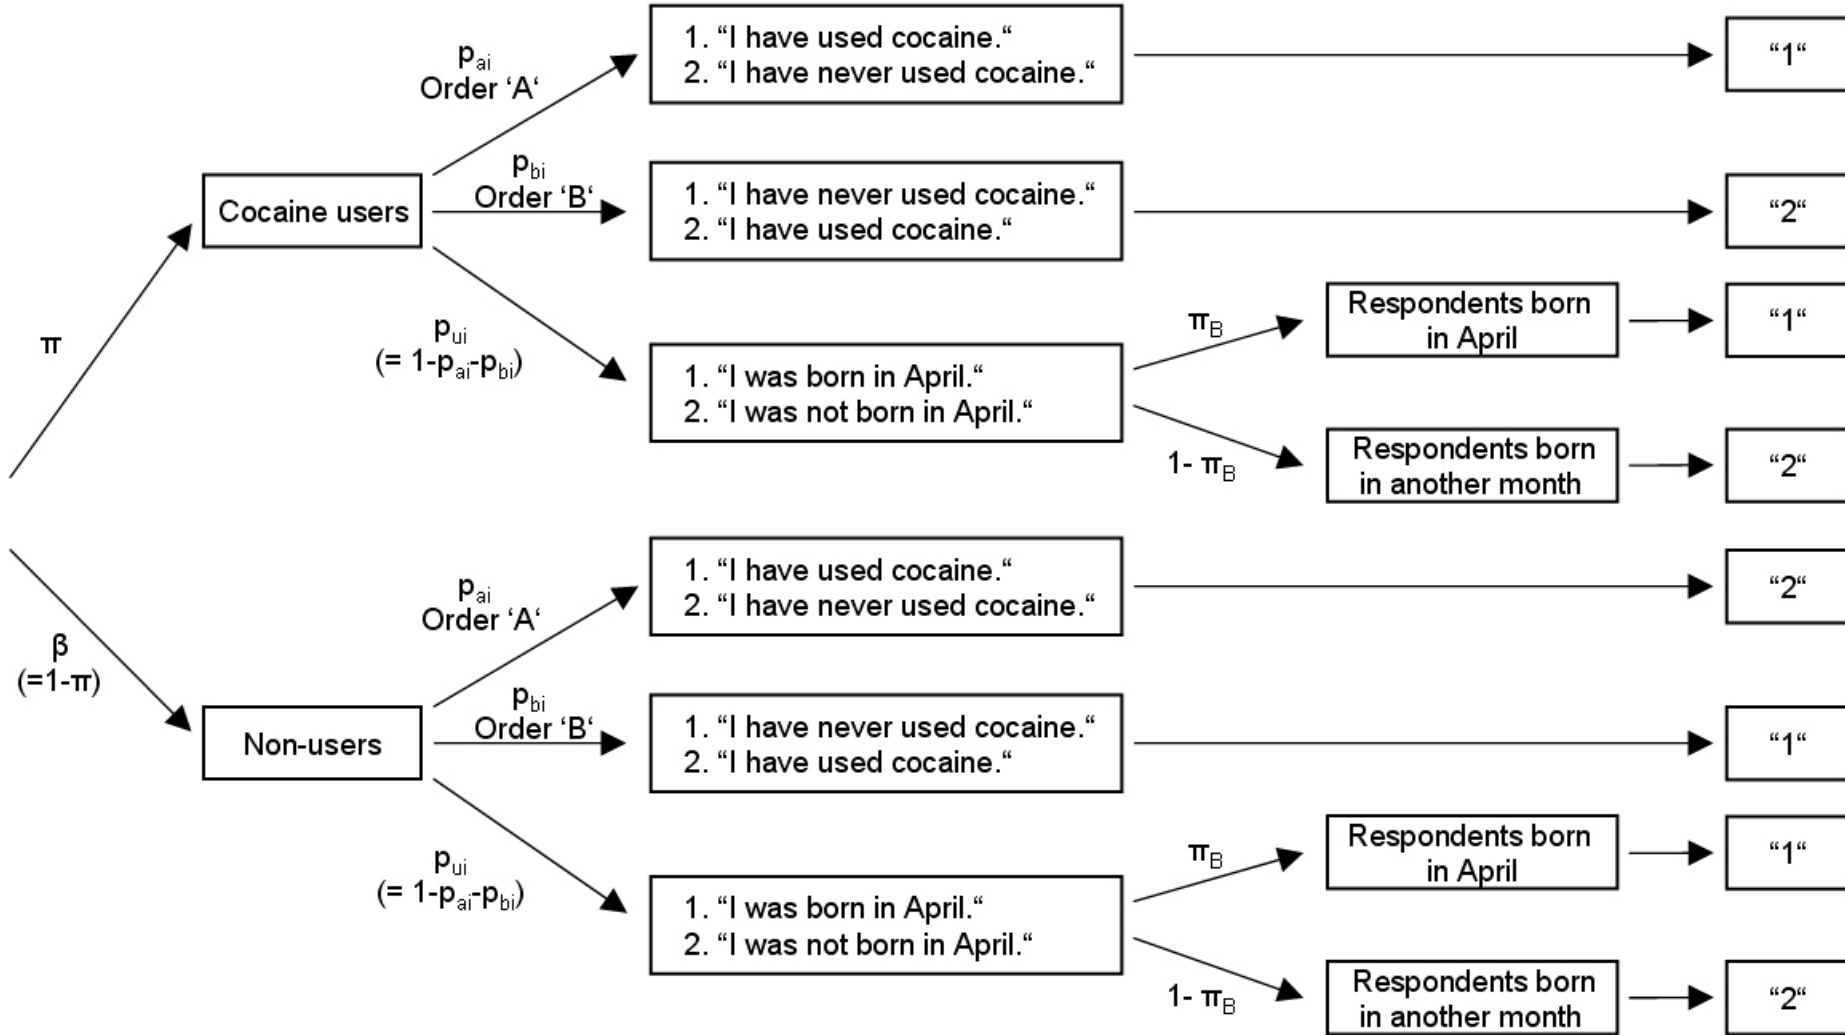 π
β
(=1-π)
Cocaine users
p_ai
Order ‘A‘
1. “I have used cocaine.“
2. “I have never used cocaine.“
“1“
p_bi
Order ‘B‘
1. “I have never used cocaine.“
2. “I have used cocaine.“
“2“
p_ui
(= 1-p_ai-p_bi)
1. “I was born in April.“
2. “I was not born in April.“
π_B
Respondents born
in April
“1“
1- π_B
Respondents born
in another month
“2“
Non-users
p_ai
Order ‘A‘
1. “I have used cocaine.“
2. “I have never used cocaine.“
“2“
p_bi
Order ‘B‘
1. “I have never used cocaine.“
2. “I have used cocaine.“
“1“
p_ui
(= 1-p_ai-p_bi)
1. “I was born in April.“
2. “I was not born in April.“
π_B
Respondents born
in April
“1“
1- π_B
Respondents born
in another month
“2“